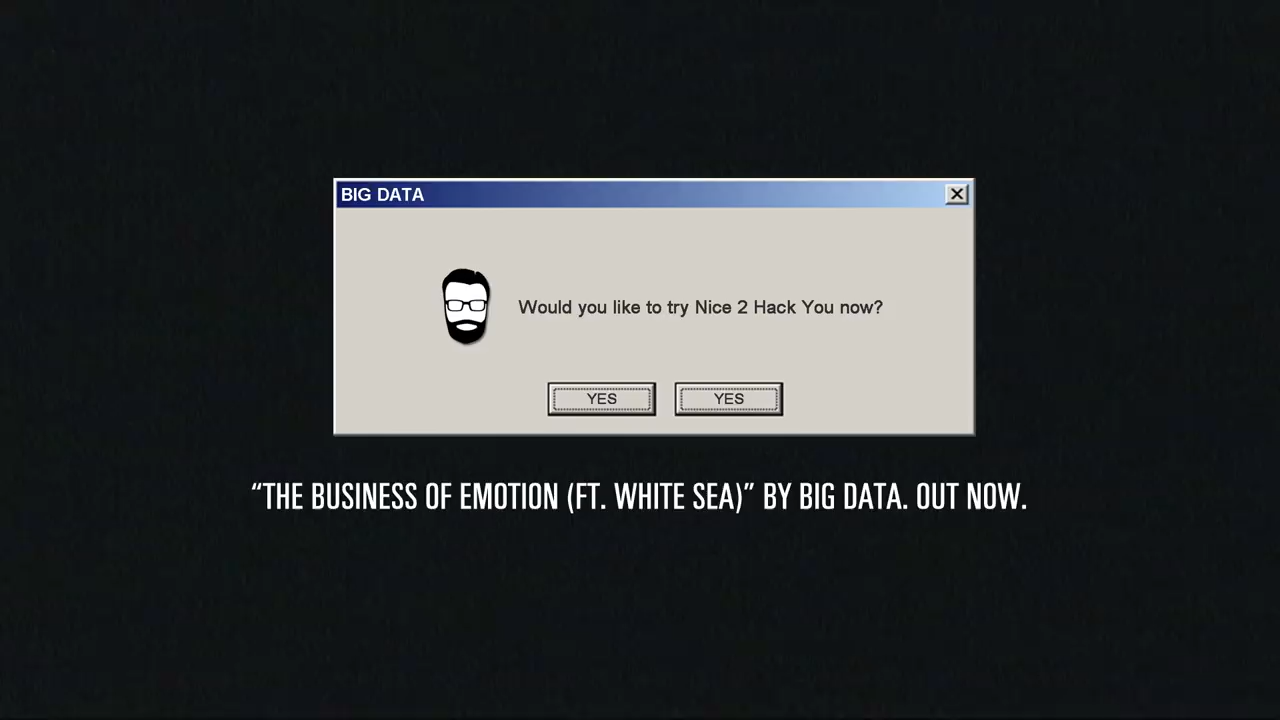 BIG DATA
Would you like to try Nice 2 Hack You now?
YES YES
“THE BUSINESS OF EMOTION (FT. WHITE SEA)” BY BIG DATA. OUT NOW.